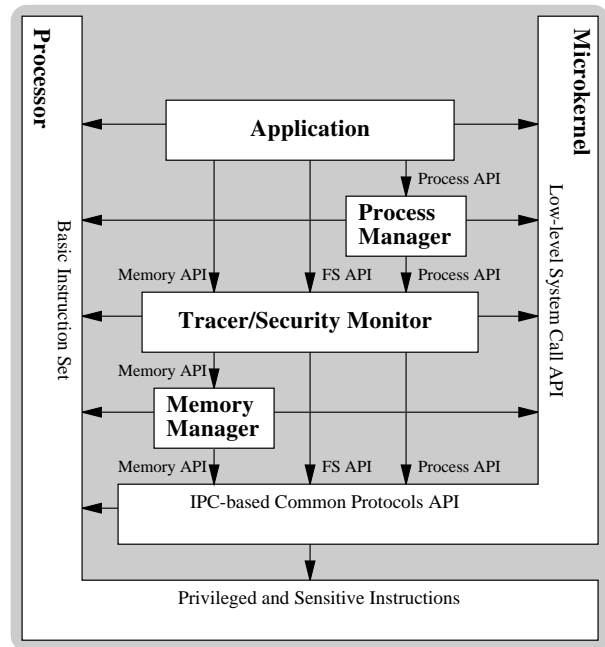 Processor
Microkernel
Application
Process API
Process
Manager
Basic Instruction Set
Low-level System Call API
Memory API
FS API
Process API
Tracer/Security Monitor
Memory API
Memory
Manager
Memory API
FS API
Process API
IPC-based Common Protocols API
Privileged and Sensitive Instructions